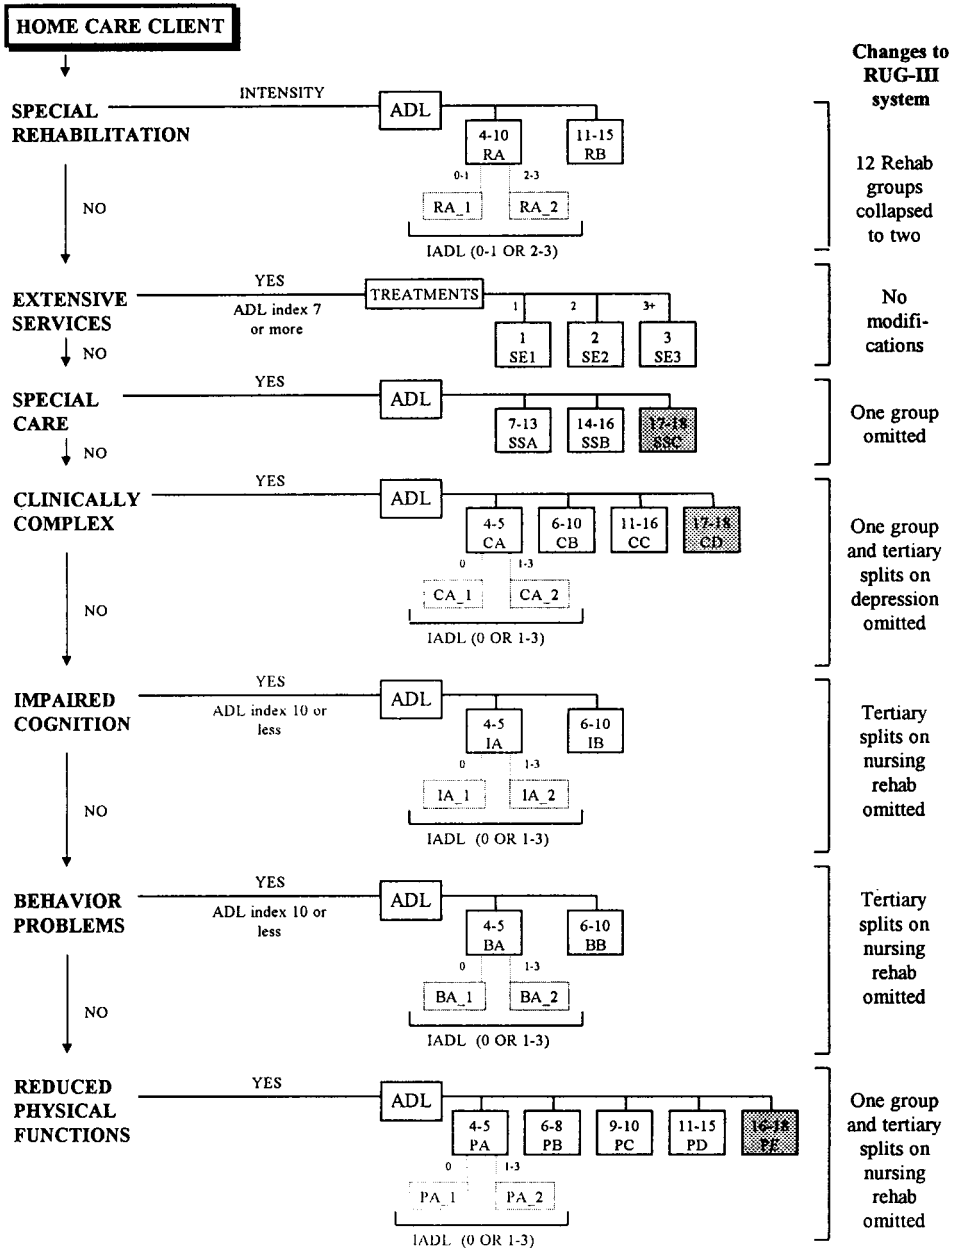 HOME CARE CLIENT
Changes to
RUG-III
system
SPECIAL
REHABILITATION
INTENSITY
ADL
4-10
RA
11-15
RB
0-1
2-3
RA_1
RA_2
IADL (0-1 OR 2-3)
12 Rehab
groups
collapsed
to two
NO
EXTENSIVE
SERVICES
YES
ADL index 7
or more
TREATMENTS
1
2
3+
1
SE1
2
SE2
3
SE3
No
modifi-
cations
NO
SPECIAL
CARE
YES
ADL
7-13
SSA
14-16
SSB
17-18
SSC
One group
omitted
NO
CLINICALLY
COMPLEX
YES
ADL
4-5
CA
6-10
CB
11-16
CC
17-18
CD
0
1-3
CA_1
CA_2
IADL (0 OR 1-3)
One group
and tertiary
splits on
depression
omitted
NO
IMPAIRED
COGNITION
YES
ADL index 10 or
less
ADL
4-5
IA
6-10
IB
0
1-3
IA_1
IA_2
IADL (0 OR 1-3)
Tertiary
splits on
nursing
rehab
omitted
NO
BEHAVIOR
PROBLEMS
YES
ADL index 10 or
less
ADL
4-5
BA
6-10
BB
0
1-3
BA_1
BA_2
IADL (0 OR 1-3)
Tertiary
splits on
nursing
rehab
omitted
NO
REDUCED
PHYSICAL
FUNCTIONS
YES
ADL
4-5
PA
6-8
PB
9-10
PC
11-15
PD
16-18
PE
0
1-3
PA_1
PA_2
IADL (0 OR 1-3)
One group
and tertiary
splits on
nursing
rehab
omitted